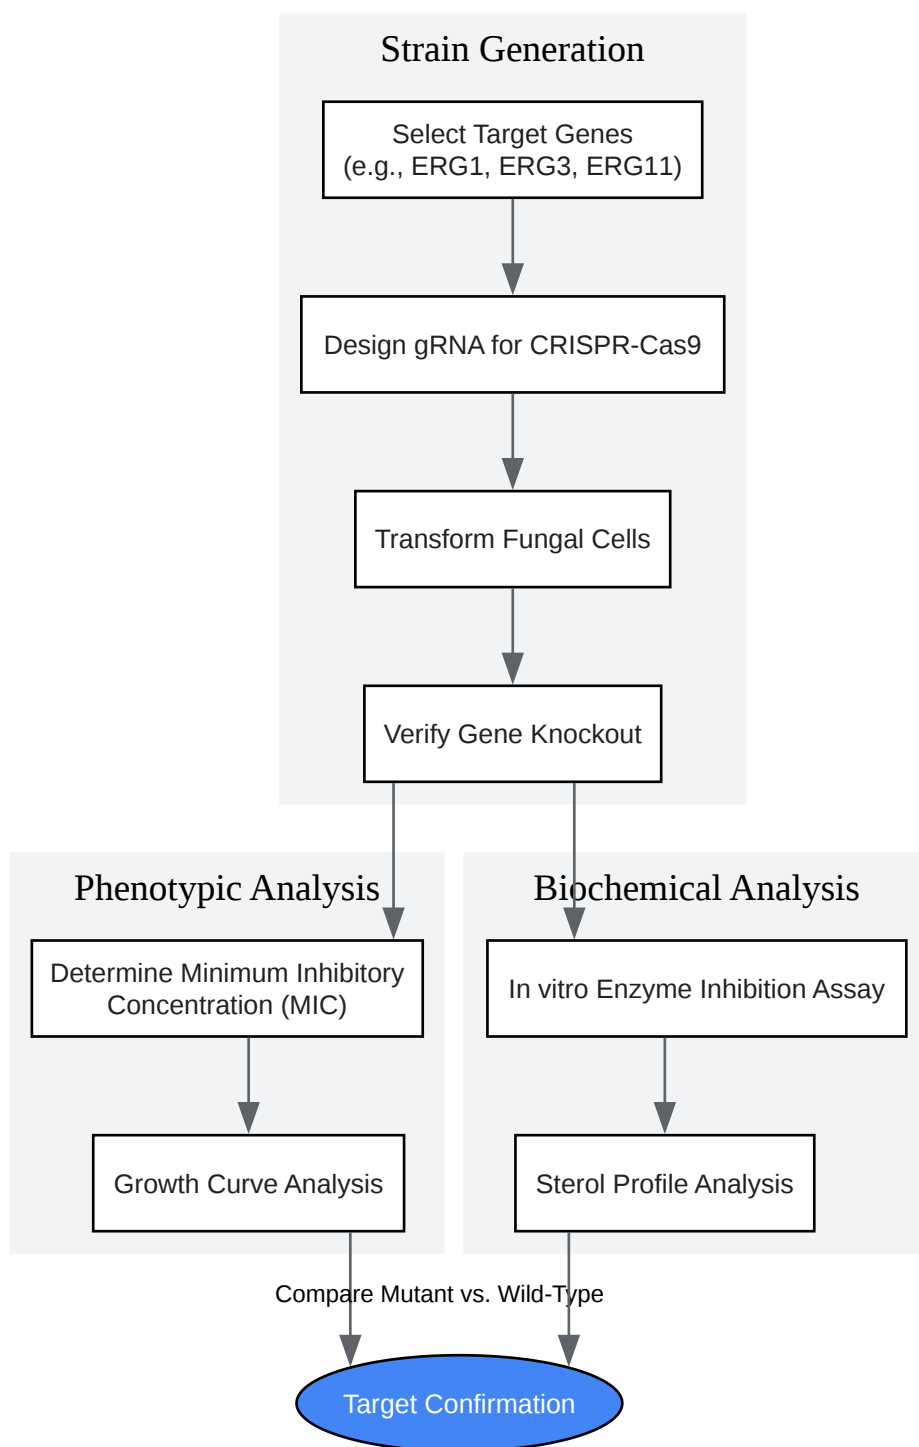 Strain Generation
Select Target Genes
(e.g., ERG1, ERG3, ERG11)
Design gRNA for CRISPR-Cas9
Transform Fungal Cells
Verify Gene Knockout
Phenotypic Analysis
Determine Minimum Inhibitory
Concentration (MIC)
Growth Curve Analysis
Biochemical Analysis
In vitro Enzyme Inhibition Assay
Sterol Profile Analysis
Compare Mutant vs. Wild-Type
Target Confirmation